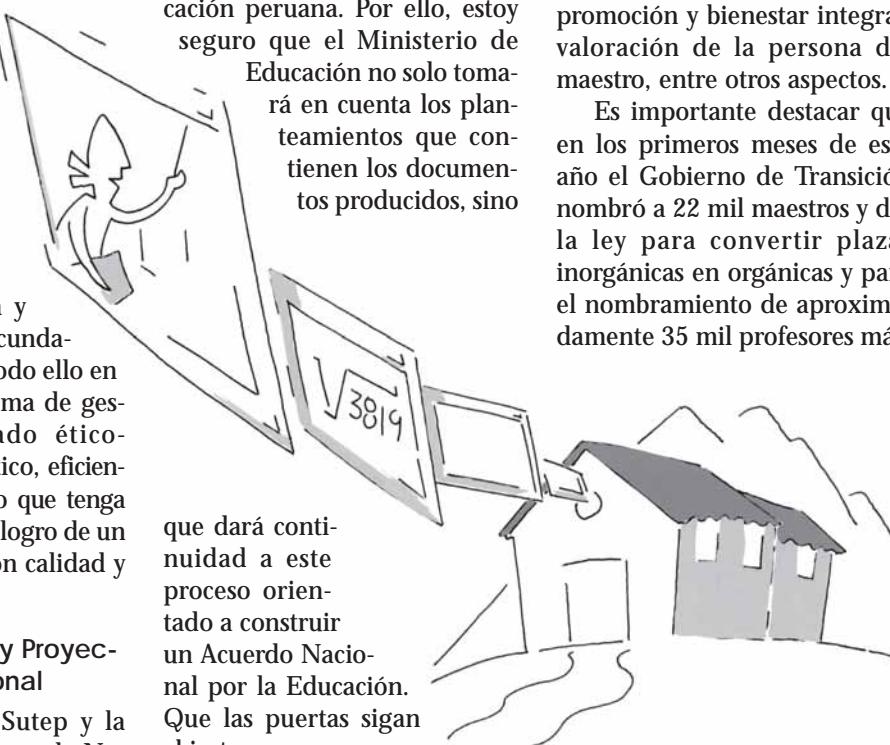 a y
cunda-
odo ello en
ma de ges-
ado ético-
tico, eficien-
o que tenga
logro de un
on calidad y
y Proyec-
onal
Sutep y la
cación peruana. Por ello, estoy
seguro que el Ministerio de
Educación no solo toma-
rá en cuenta los plan-
teamientos que con-
tienen los documen-
tos producidos, sino
√3819
que dará conti-
nuidad a este
proceso orien-
tado a construir
un Acuerdo Nacio-
nal por la Educación.
Que las puertas sigan
promoción y bienestar integra
valoración de la persona d
maestro, entre otros aspectos.
Es importante destacar qu
en los primeros meses de es
año el Gobierno de Transició
nombró a 22 mil maestros y d
la ley para convertir plaza
inorgánicas en orgánicas y par
el nombramiento de aproxim
damente 35 mil profesores má